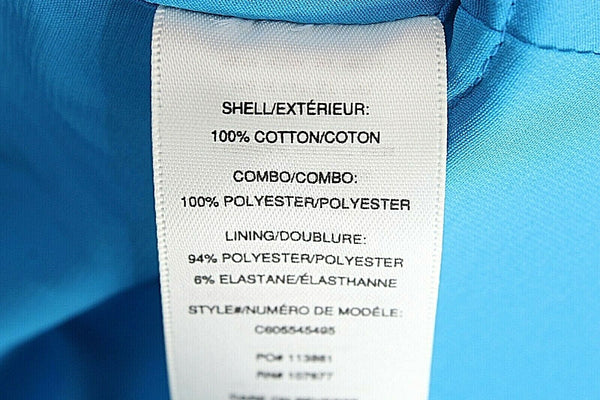 SHELL/EXTÉRIEUR:
100% COTTON/COTON
COMBO/COMBO:
100% POLYESTER/POLYESTER
LINING/DOUBLURE:
94% POLYESTER/POLYESTER
6% ELASTANE/ÉLASTHANNE
STYLE#/NUMÉRO DE MODÈLE:
C605545495
PO# 113881
RN# 107877